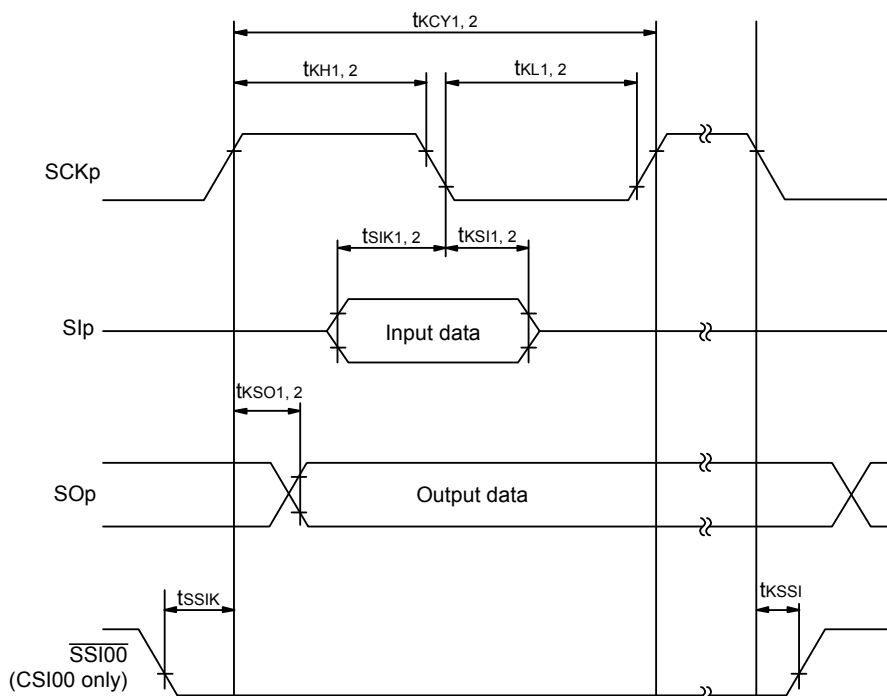 tKCY1, 2
tKH1, 2
tKL1, 2
SCKp
tSIK1, 2
tKSI1, 2
SIp
Input data
tKSO1, 2
SOp
Output data
tSSIK
tKSSI
SSI00
(CSI00 only)